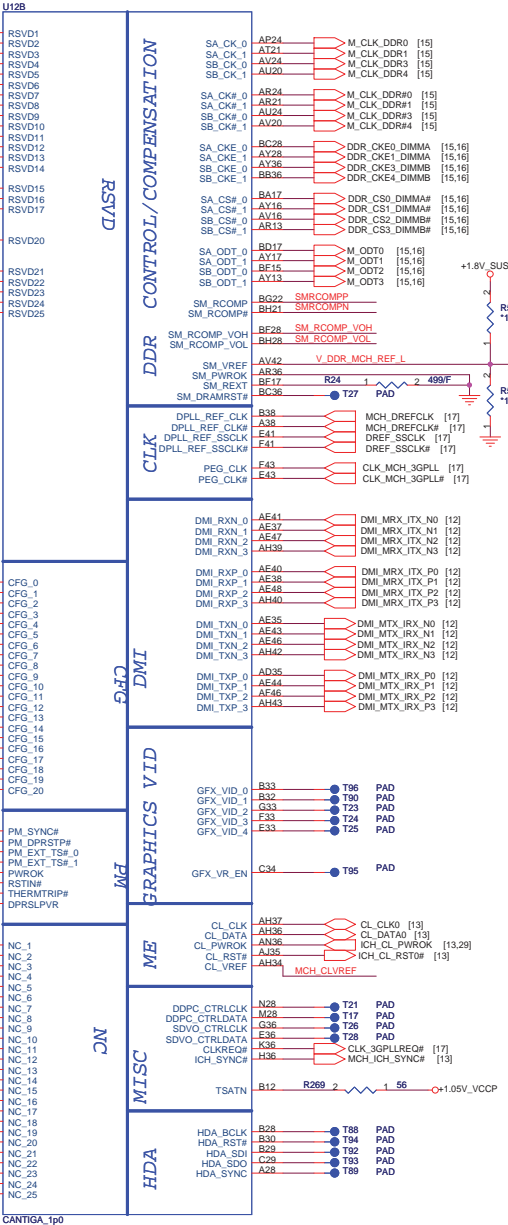 U12B
RSVD1
RSVD2
RSVD3
RSVD4
RSVD5
RSVD6
RSVD7
RSVD8
RSVD9
RSVD10
RSVD11
RSVD12
RSVD13
RSVD14
RSVD15
RSVD16
RSVD17
RSVD20
RSVD21
RSVD22
RSVD23
RSVD24
RSVD25
RSVD
CFG_0
CFG_1
CFG_2
CFG_3
CFG_4
CFG_5
CFG_6
CFG_7
CFG_8
CFG_9
CFG_10
CFG_11
CFG_12
CFG_13
CFG_14
CFG_15
CFG_16
CFG_17
CFG_18
CFG_19
CFG_20
CFG
PM_SYNC#
PM_DPRSTP#
PM_EXT_TS#_0
PM_EXT_TS#_1
PWROK
RSTIN#
THERMTRIP#
DPRSLPVR
PM
NC_1
NC_2
NC_3
NC_4
NC_5
NC_6
NC_7
NC_8
NC_9
NC_10
NC_11
NC_12
NC_13
NC_14
NC_15
NC_16
NC_17
NC_18
NC_19
NC_20
NC_21
NC_22
NC_23
NC_24
NC_25
NC
CANTIGA_1p0
DDR CONTROL/COMPENSATION
SA_CK_0 AP24 M_CLK_DDR0 [15]
SA_CK_1 AT21 M_CLK_DDR1 [15]
SB_CK_0 AV24 M_CLK_DDR3 [15]
SB_CK_1 AU20 M_CLK_DDR4 [15]
SA_CK#_0 AR24 M_CLK_DDR#0 [15]
SA_CK#_1 AR21 M_CLK_DDR#1 [15]
SB_CK#_0 AU24 M_CLK_DDR#3 [15]
SB_CK#_1 AV20 M_CLK_DDR#4 [15]
SA_CKE_0 BC28 DDR_CKE0_DIMMA [15,16]
SA_CKE_1 AY28 DDR_CKE1_DIMMA [15,16]
SB_CKE_0 AY36 DDR_CKE3_DIMMB [15,16]
SB_CKE_1 BB36 DDR_CKE4_DIMMB [15,16]
SA_CS#_0 BA17 DDR_CS0_DIMMA# [15,16]
SA_CS#_1 AY16 DDR_CS1_DIMMA# [15,16]
SB_CS#_0 AV16 DDR_CS2_DIMMB# [15,16]
SB_CS#_1 AR13 DDR_CS3_DIMMB# [15,16]
SA_ODT_0 BD17 M_ODT0 [15,16]
SA_ODT_1 AY17 M_ODT1 [15,16]
SB_ODT_0 BF15 M_ODT2 [15,16]
SB_ODT_1 AY13 M_ODT3 [15,16]
+1.8V_SUS
SM_RCOMP BG22 SMRCOMPP
SM_RCOMP# BH21 SMRCOMPN
SM_RCOMP_VOH BF28 SM_RCOMP_VOH
SM_RCOMP_VOL BH28 SM_RCOMP_VOL
SM_VREF AV42 V_DDR_MCH_REF_L
SM_PWROK AR36
SM_REXT BF17 R24 1 2 499/F
SM_DRAMRST# BC36 T27 PAD
2
1
2
1
CLK
DPLL_REF_CLK B38 MCH_DREFCLK [17]
DPLL_REF_CLK# A38 MCH_DREFCLK# [17]
DPLL_REF_SSCLK E41 DREF_SSCLK [17]
DPLL_REF_SSCLK# F41 DREF_SSCLK# [17]
PEG_CLK F43 CLK_MCH_3GPLL [17]
PEG_CLK# E43 CLK_MCH_3GPLL# [17]
DMI
DMI_RXN_0 AE41 DMI_MRX_ITX_N0 [12]
DMI_RXN_1 AE37 DMI_MRX_ITX_N1 [12]
DMI_RXN_2 AE47 DMI_MRX_ITX_N2 [12]
DMI_RXN_3 AH39 DMI_MRX_ITX_N3 [12]
DMI_RXP_0 AE40 DMI_MRX_ITX_P0 [12]
DMI_RXP_1 AE38 DMI_MRX_ITX_P1 [12]
DMI_RXP_2 AE48 DMI_MRX_ITX_P2 [12]
DMI_RXP_3 AH40 DMI_MRX_ITX_P3 [12]
DMI_TXN_0 AE35 DMI_MTX_IRX_N0 [12]
DMI_TXN_1 AE43 DMI_MTX_IRX_N1 [12]
DMI_TXN_2 AE46 DMI_MTX_IRX_N2 [12]
DMI_TXN_3 AH42 DMI_MTX_IRX_N3 [12]
DMI_TXP_0 AD35 DMI_MTX_IRX_P0 [12]
DMI_TXP_1 AE44 DMI_MTX_IRX_P1 [12]
DMI_TXP_2 AF46 DMI_MTX_IRX_P2 [12]
DMI_TXP_3 AH43 DMI_MTX_IRX_P3 [12]
GRAPHICS VID
GFX_VID_0 B33 T96 PAD
GFX_VID_1 B32 T90 PAD
GFX_VID_2 G33 T23 PAD
GFX_VID_3 F33 T24 PAD
GFX_VID_4 E33 T25 PAD
GFX_VR_EN C34 T95 PAD
ME
CL_CLK AH37 CL_CLK0 [13]
CL_DATA AH36 CL_DATA0 [13]
CL_PWROK AN36 ICH_CL_PWROK [13,29]
CL_RST# AJ35 ICH_CL_RST0# [13]
CL_VREF AH34 MCH_CLVREF
MISC
DDPC_CTRLCLK N28 T21 PAD
DDPC_CTRLDATA M28 T17 PAD
SDVO_CTRLCLK G36 T26 PAD
SDVO_CTRLDATA E36 T28 PAD
CLKREQ# K36 CLK_3GPLLREQ# [17]
ICH_SYNC# H36 MCH_ICH_SYNC# [13]
TSATN B12 R269 2 1 56 +1.05V_VCCP
HDA
HDA_BCLK B28 T88 PAD
HDA_RST# B30 T94 PAD
HDA_SDI B29 T92 PAD
HDA_SDO C29 T93 PAD
HDA_SYNC A28 T89 PAD